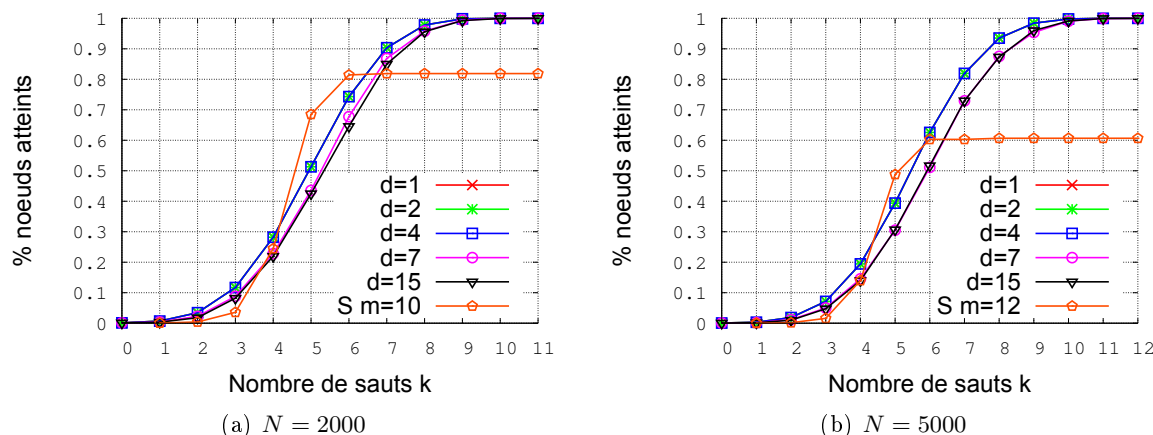 % noeuds atteints
1
0.9
0.8
0.7
0.6
0.5
0.4
0.3
0.2
0.1
0
d=1
d=2
d=4
d=7
d=15
S m=10
0 1 2 3 4 5 6 7 8 9 10 11
Nombre de sauts k
(a) N = 2000
% noeuds atteints
1
0.9
0.8
0.7
0.6
0.5
0.4
0.3
0.2
0.1
0
d=1
d=2
d=4
d=7
d=15
S m=12
0 1 2 3 4 5 6 7 8 9 10 11 12
Nombre de sauts k
(b) N = 5000